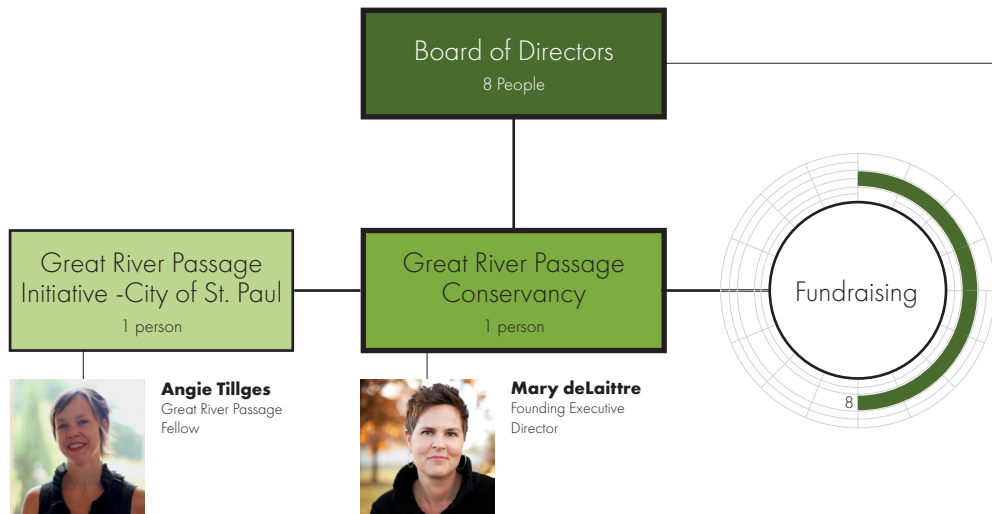 Board of Directors
8 People
Great River Passage
Initiative -City of St. Paul
1 person
Great River Passage
Conservancy
1 person
Fundraising
8
Angie Tillges
Great River Passage
Fellow
Mary deLaittre
Founding Executive
Director